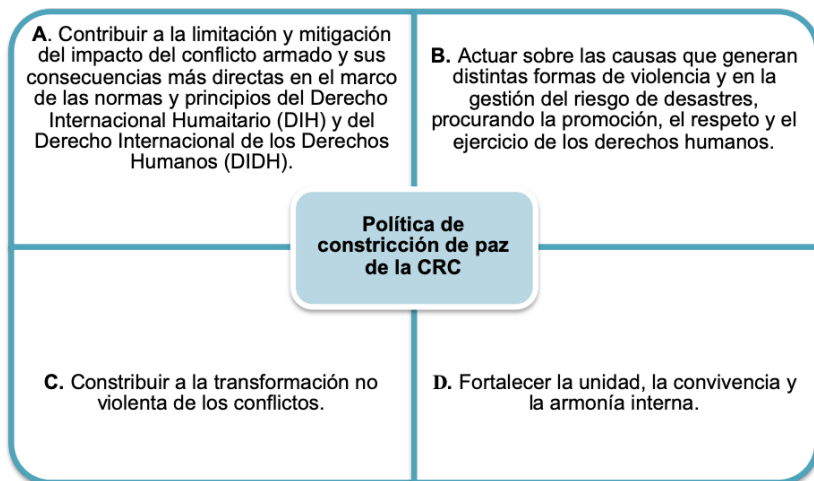 A. Contribuir a la limitación y mitigación
del impacto del conflicto armado y sus
consecuencias más directas en el marco
de las normas y principios del Derecho
Internacional Humaitario (DIH) y del
Derecho Internacional de los Derechos
Humanos (DIDH).
B. Actuar sobre las causas que generan
distintas formas de violencia y en la
gestión del riesgo de desastres,
procurando la promoción, el respeto y el
ejercicio de los derechos humanos.
Política de
constricción de paz
de la CRC
C. Constribuir a la transformación no
violenta de los conflictos.
D. Fortalecer la unidad, la convivencia y
la armonía interna.